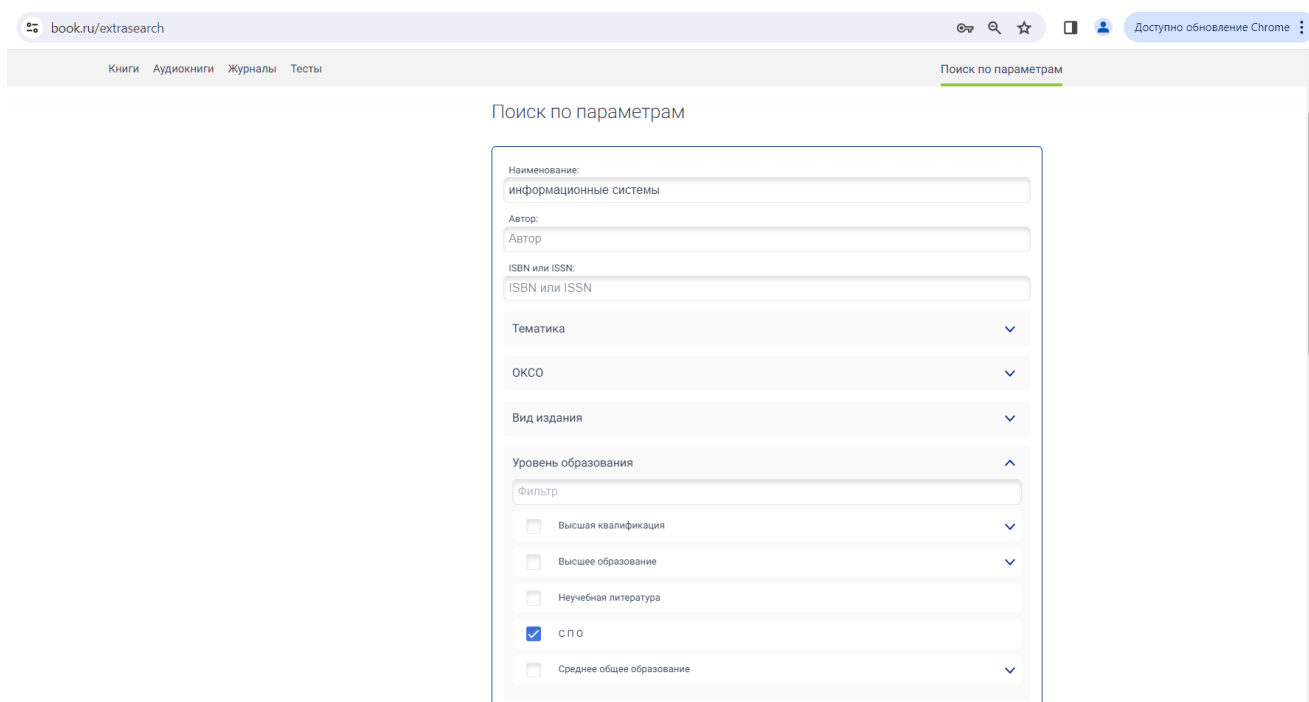 book.ru/extrasearch
Доступно обновление Chrome
Книги Аудиокниги Журналы Тесты Поиск по параметрам
Поиск по параметрам
Наименование:
информационные системы
Автор:
Автор
ISBN или ISSN:
ISBN или ISSN
Тематика
ОКСО
Вид издания
Уровень образования
Фильтр
Высшая квалификация
Высшее образование
Неучебная литература
С П О
Среднее общее образование